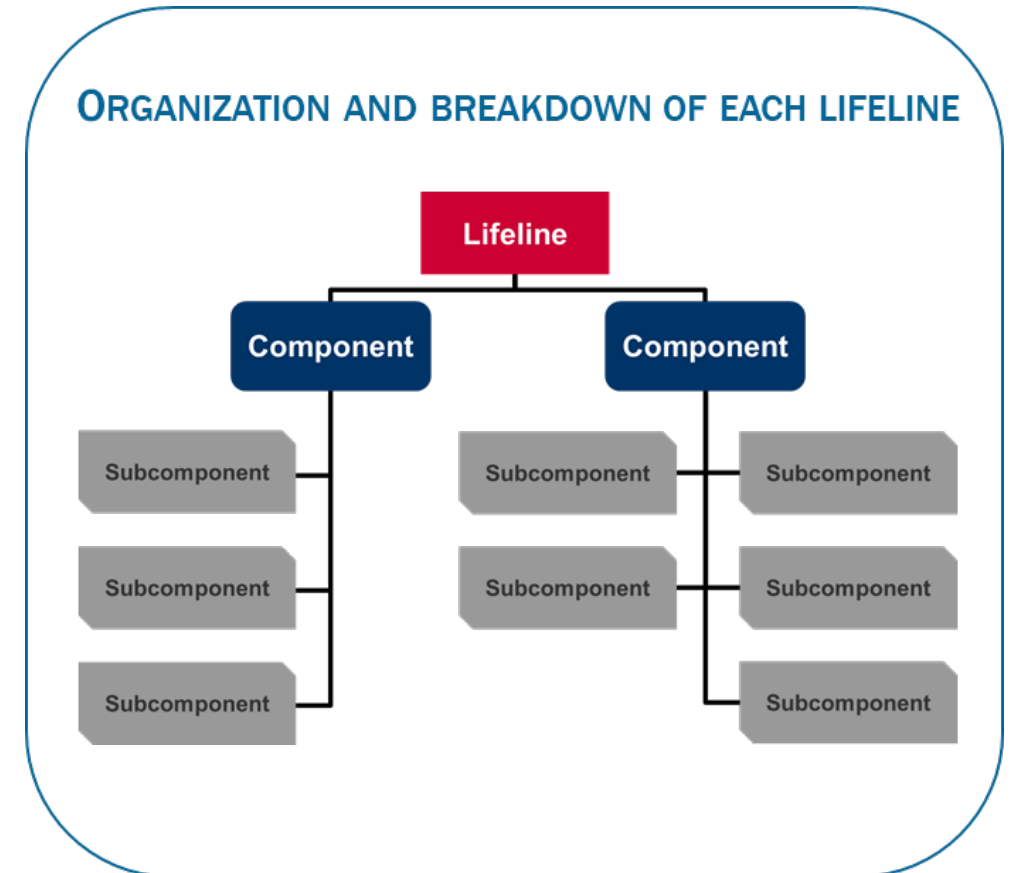 ORGANIZATION AND BREAKDOWN OF EACH LIFELINE
Lifeline
Component
Component
Subcomponent
Subcomponent
Subcomponent
Subcomponent
Subcomponent
Subcomponent
Subcomponent
Subcomponent